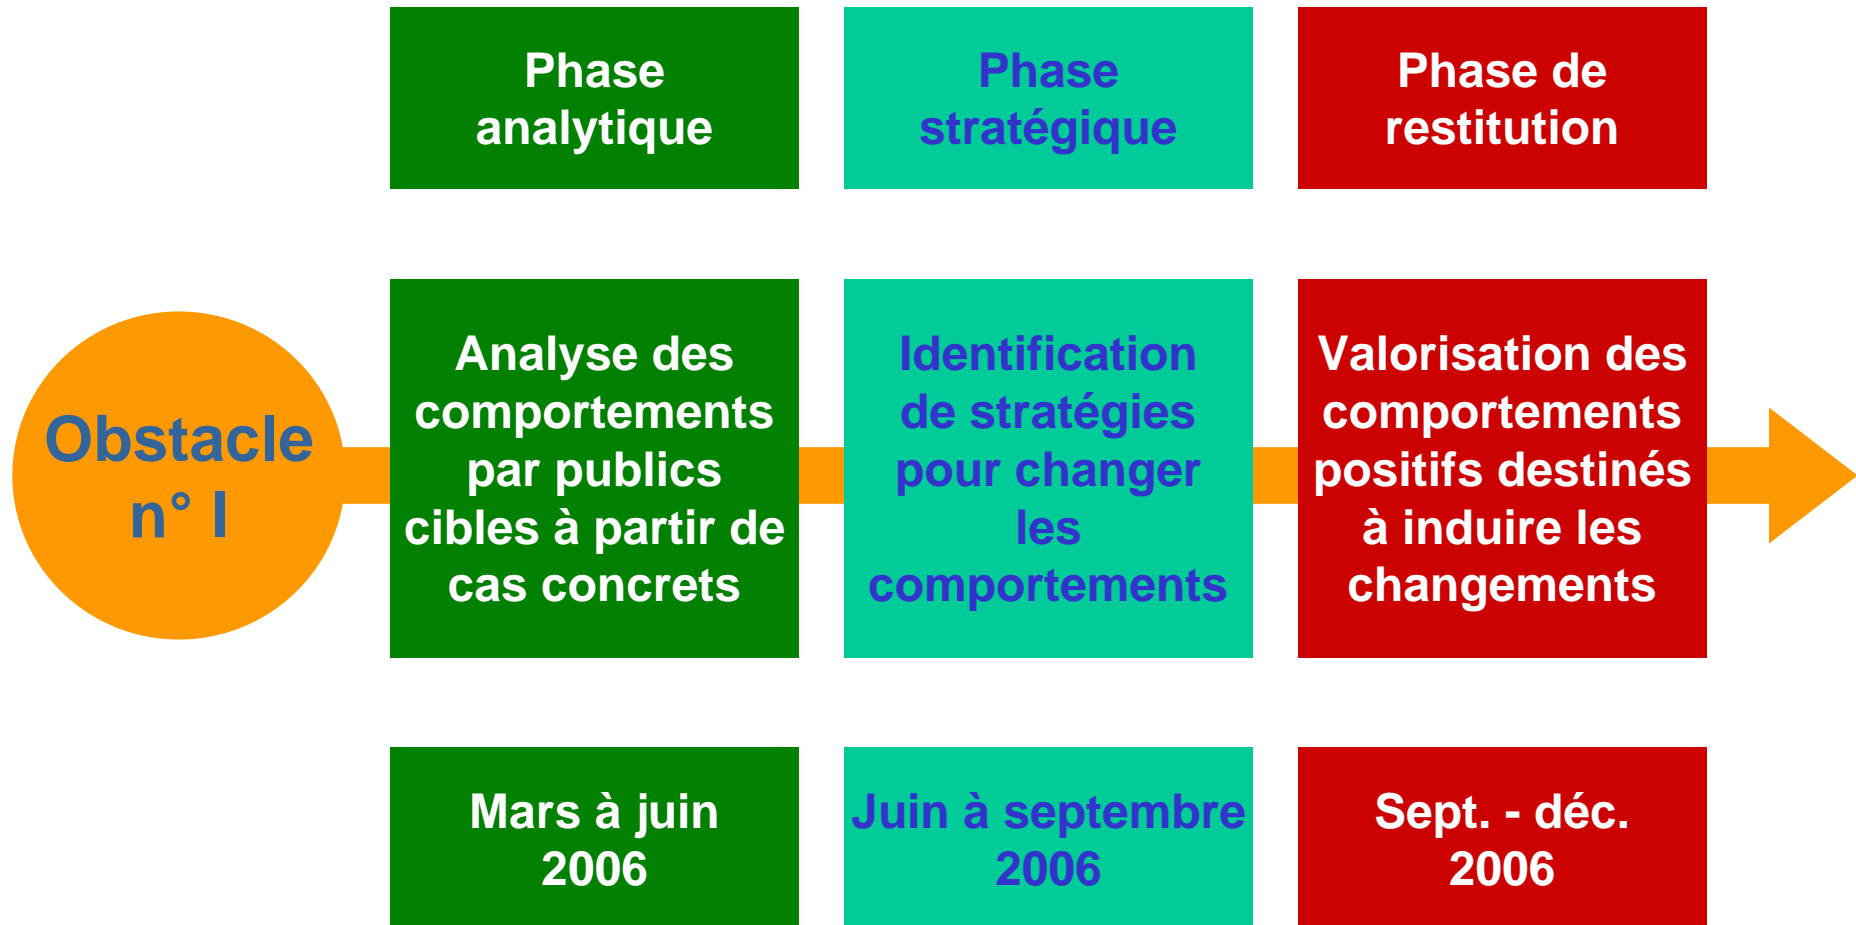 Phase
analytique
Phase
stratégique
Phase de
restitution
Obstacle
n° I
Analyse des
comportements
par publics
cibles à partir de
cas concrets
Identification
de stratégies
pour changer
les
comportements
Valorisation des
comportements
positifs destinés
à induire les
changements
Mars à juin
2006
Juin à septembre
2006
Sept. - déc.
2006